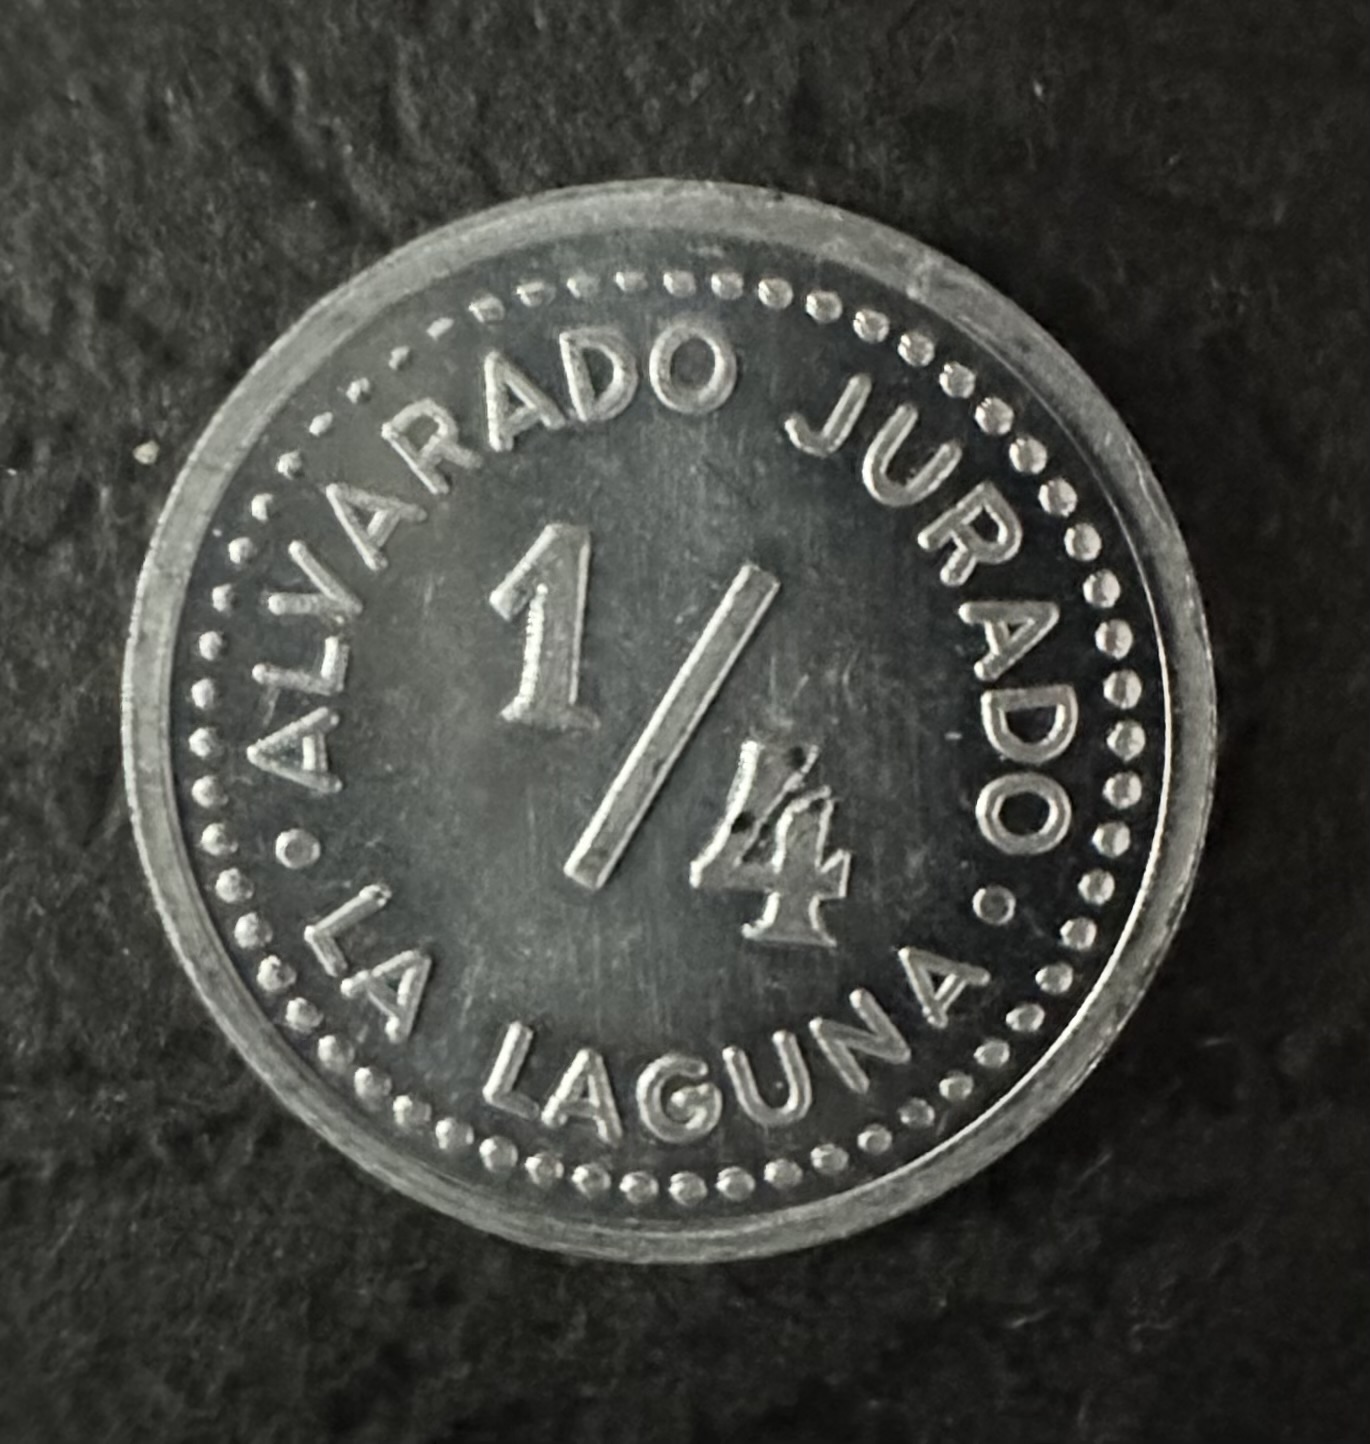 ALVARADO JURADO
1/4
• LA LAGUNA •